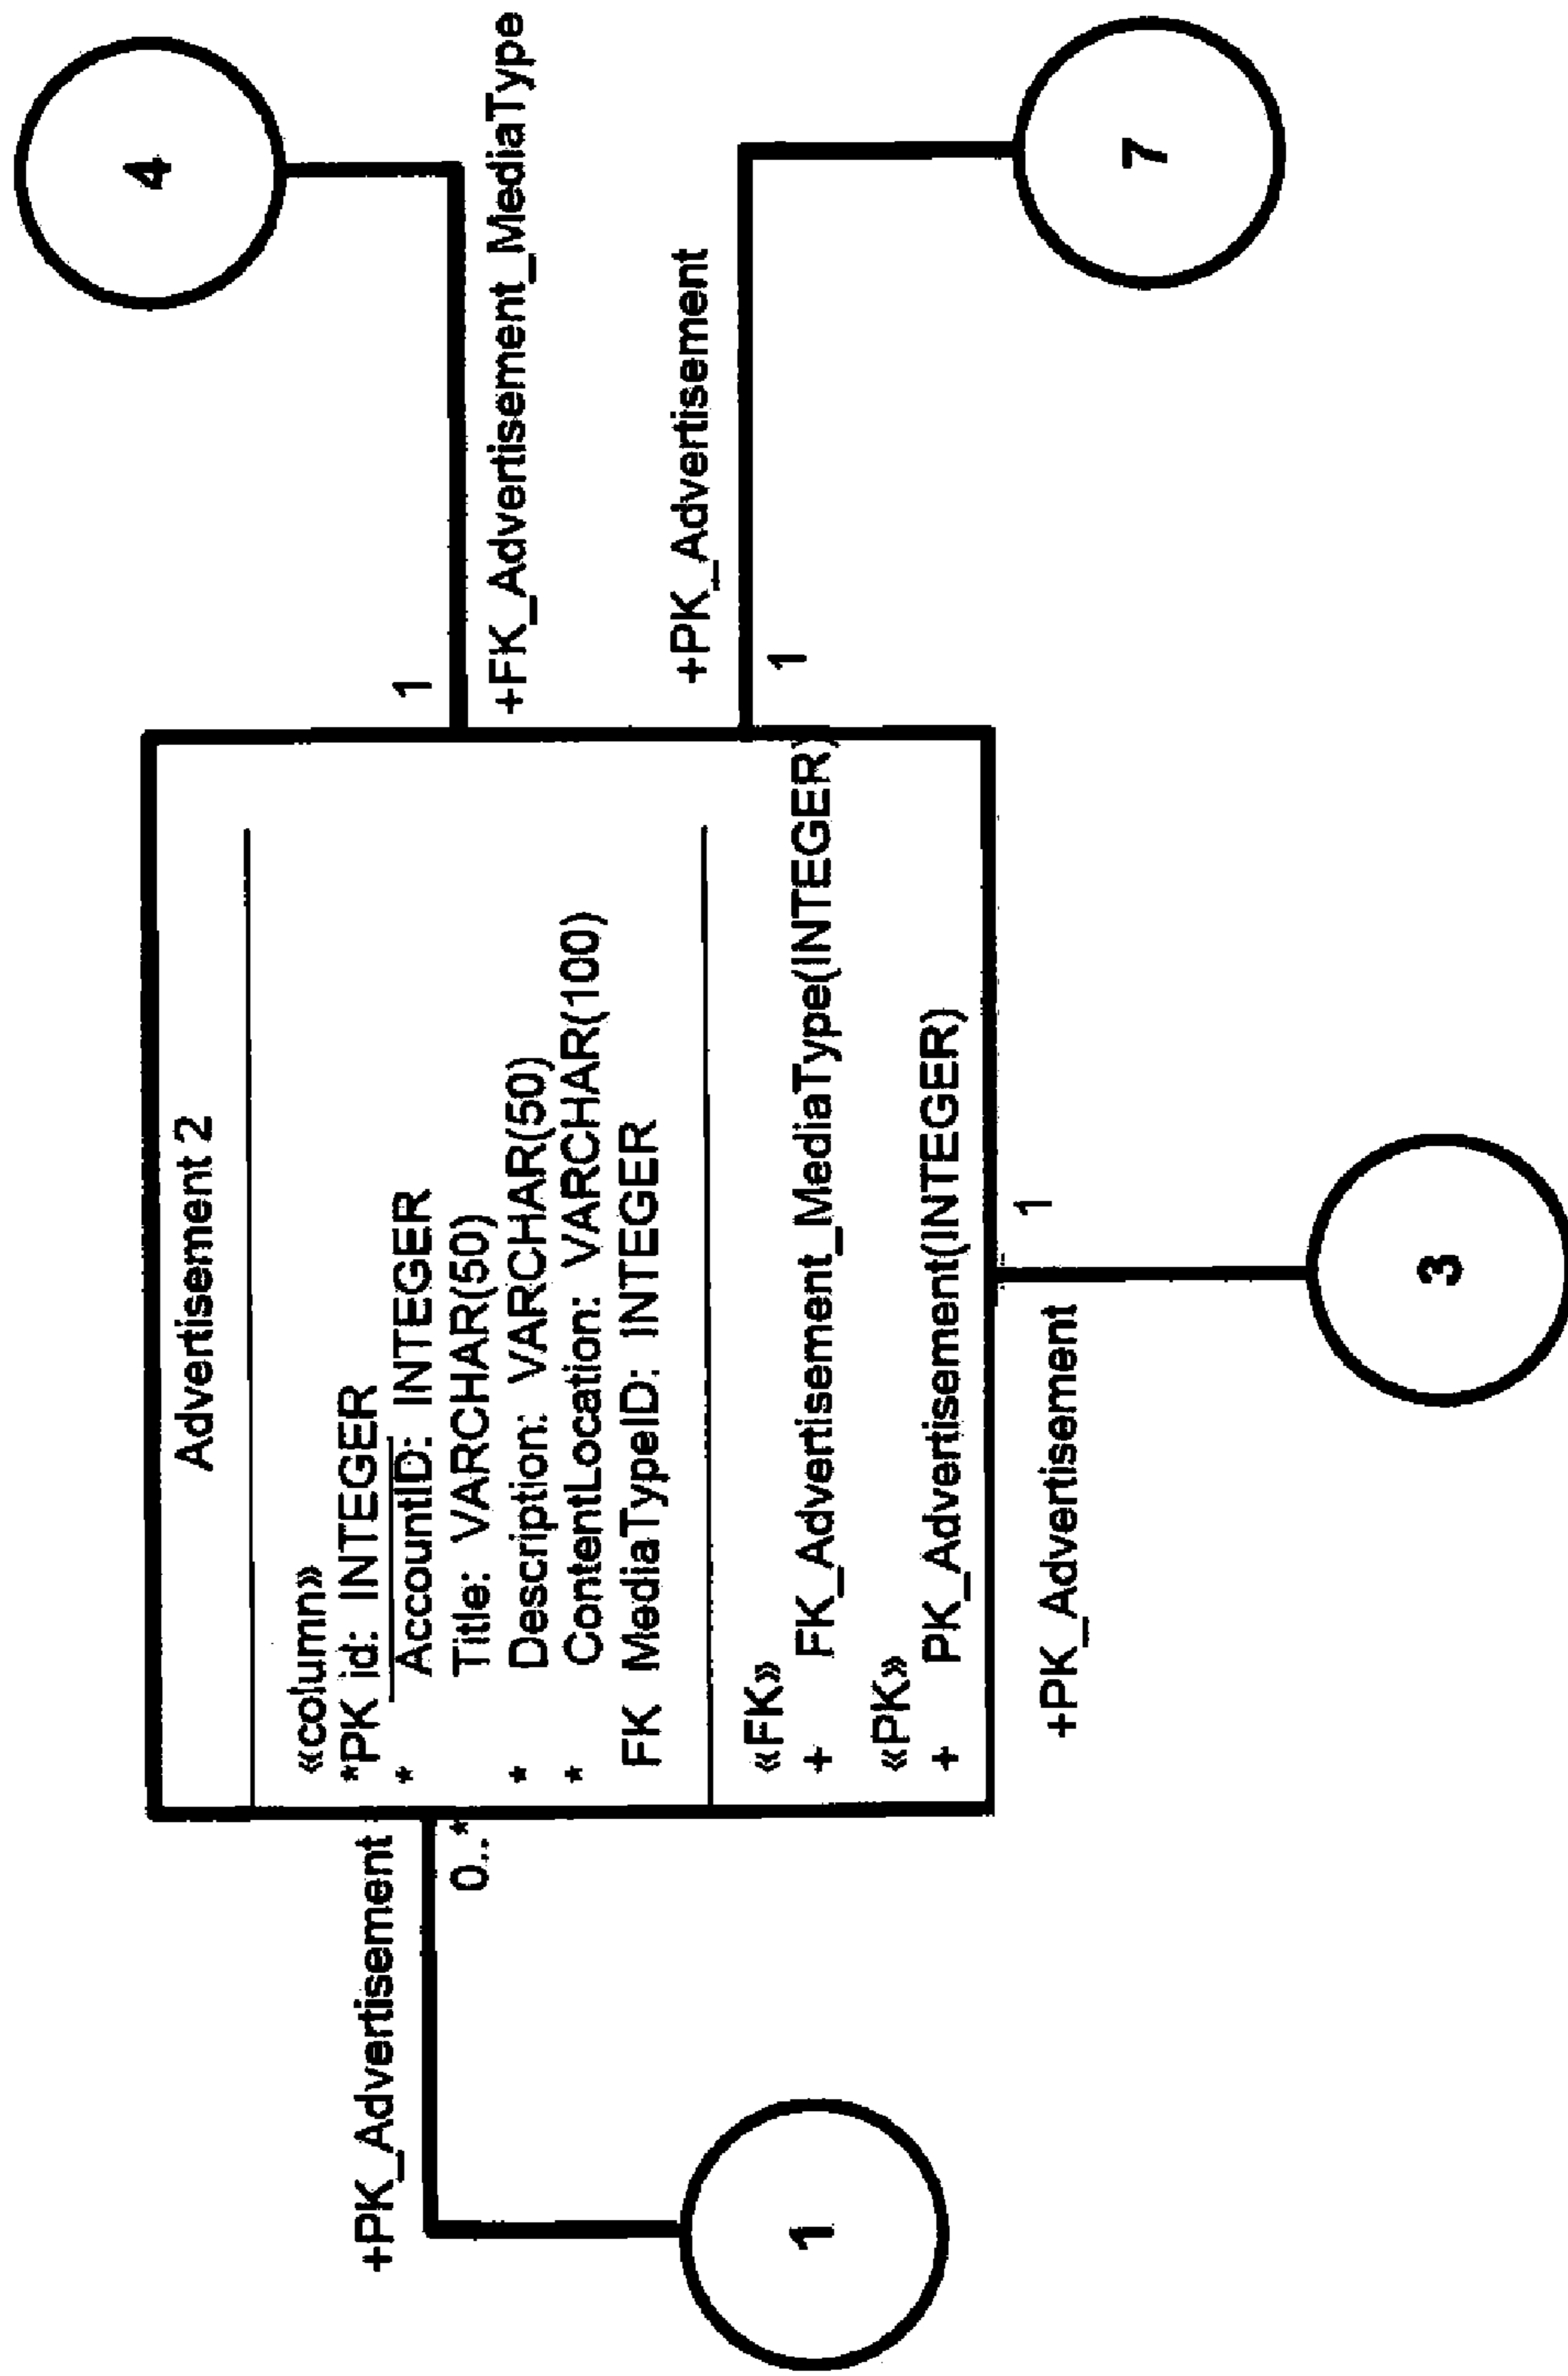 Advertisement 2
«column»
*PK id: INTEGER
* AccountID: INTEGER
Title: VARCHAR(50)
* Description: VARCHAR(50)
* ContentLocation: VARCHAR(100)
FK MediaTypeID: INTEGER
«FK»
+ FK_Advertisement_MediaType(INTEGER)
«PK»
+ PK_Advertisement(INTEGER)
+PK_Advertisement
0..*
1
1
+FK_Advertisement_MediaType
4
+PK_Advertisement
1
7
+PK_Advertisement
1
3